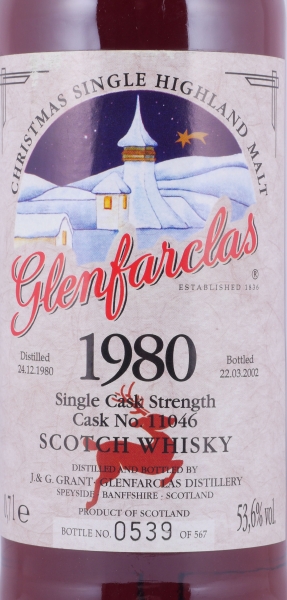 CHRISTMAS SINGLE HIGHLAND MALT
Glenfarclas
®
ESTABLISHED 1836
Distilled
24.12.1980
1980
Bottled
22.03.2002
Single Cask Strength
Cask No. 11046
SCOTCH WHISKY
DISTILLED AND BOTTLED BY
J.& G. GRANT· GLENFARCLAS DISTILLERY
SPEYSIDE · BANFFSHIRE · SCOTLAND
0,7 l e
PRODUCT OF SCOTLAND
53,6% vol.
BOTTLE NO. 0539 OF 567